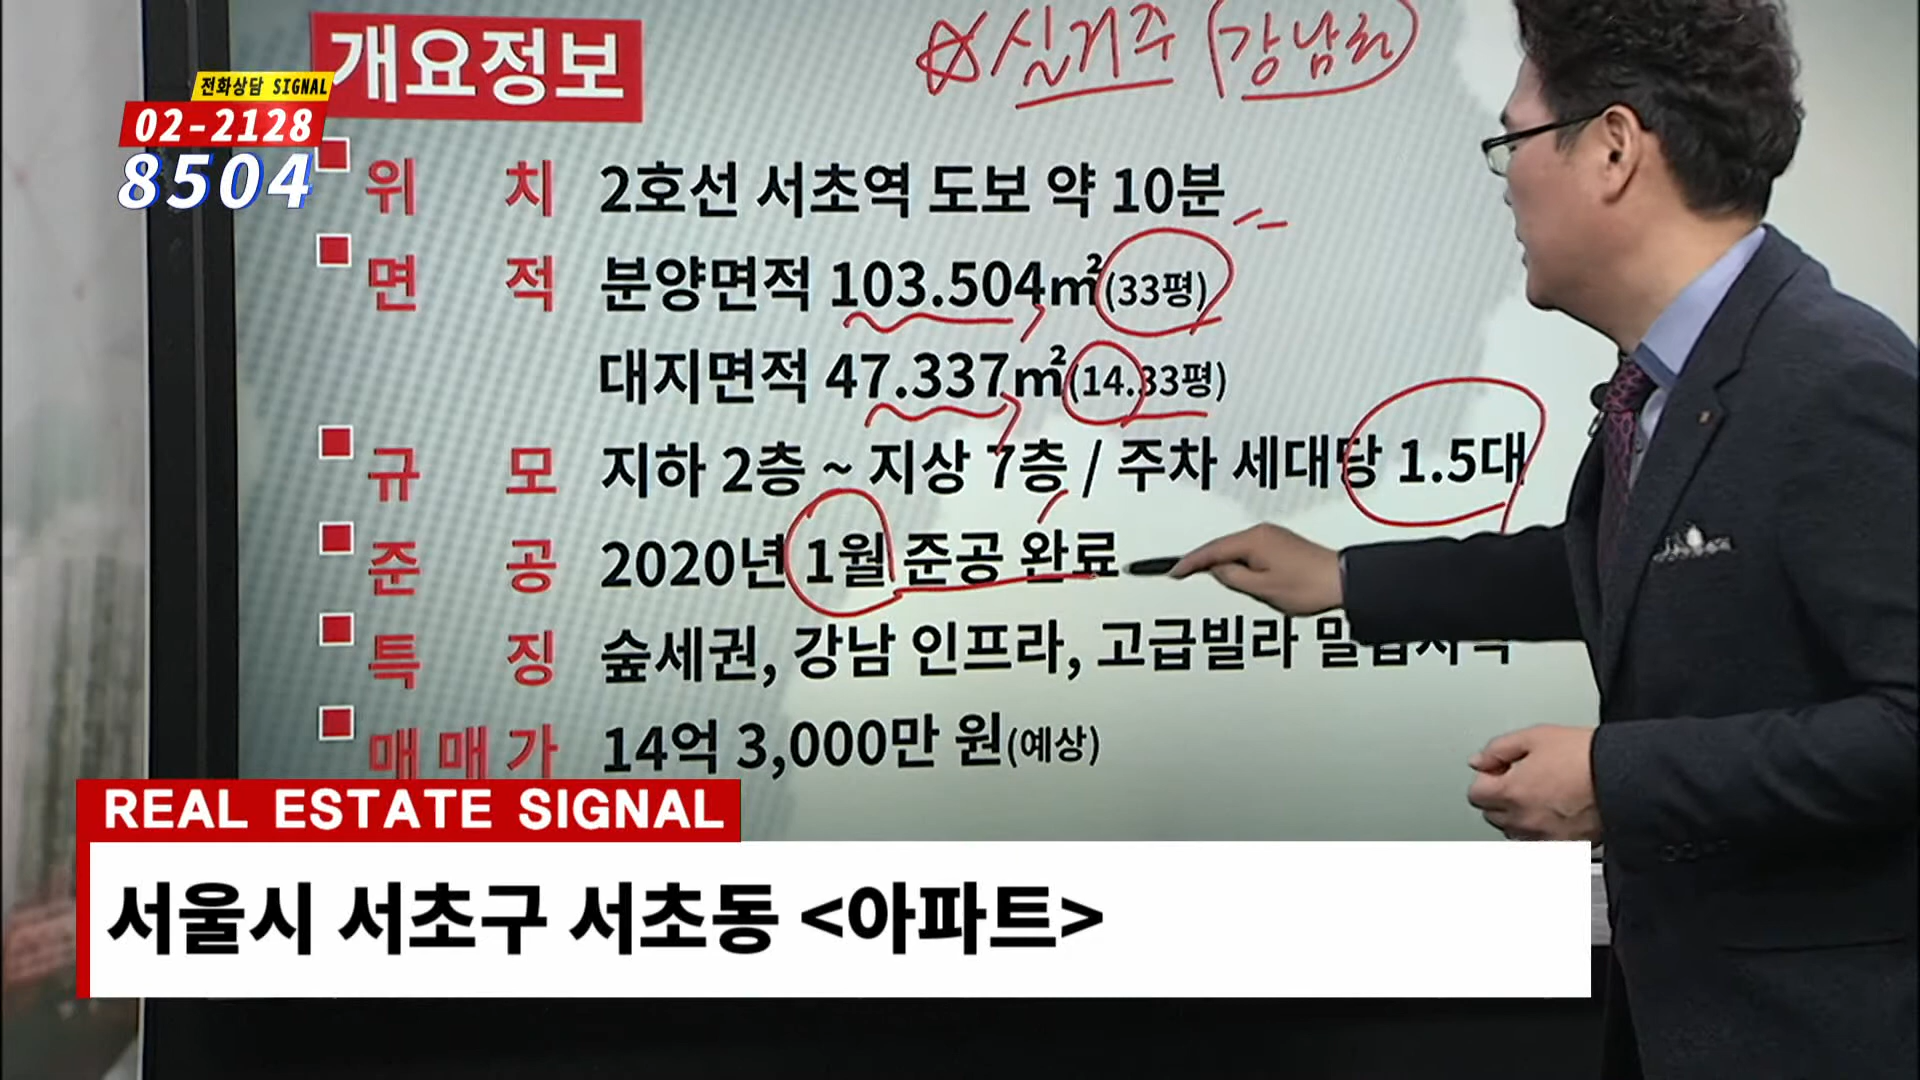 개요정보
☆ 실거주 (강남권)
전화상담 SIGNAL
02-2128
8504
위 치 2호선 서초역 도보 약 10분
면 적 분양면적 103.504㎡(33평)
대지면적 47.337㎡(14.33평)
규 모 지하 2층 ~ 지상 7층 / 주차 세대당 1.5대
준 공 2020년 1월 준공 완료
특 징 숲세권, 강남 인프라, 고급빌라
매매가 14억 3,000만 원(예상)
REAL ESTATE SIGNAL
서울시 서초구 서초동 <아파트>